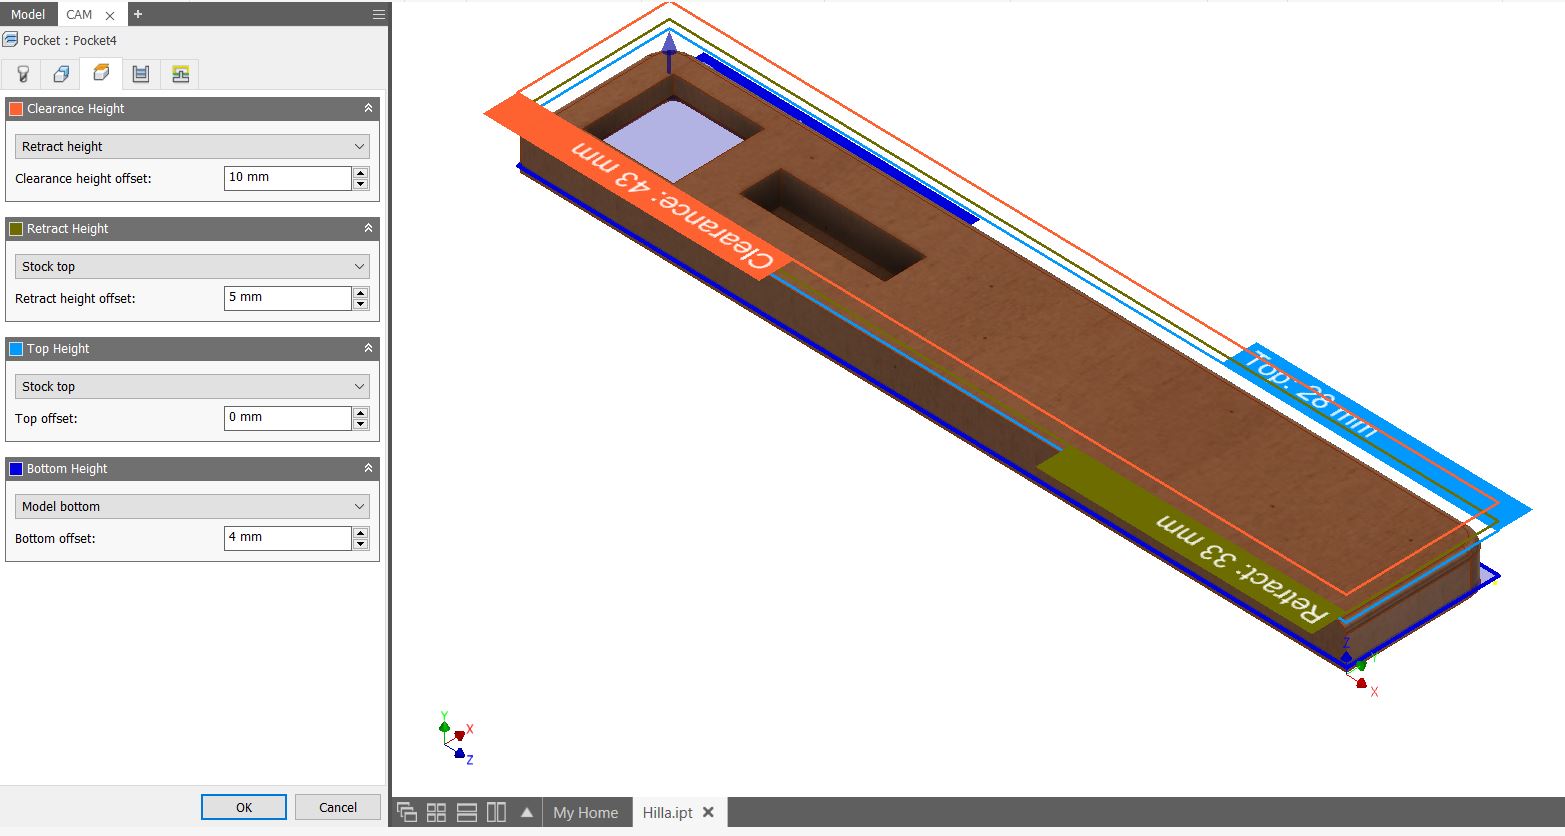 Model CAM
Pocket : Pocket4
Clearance Height
Retract height
Clearance height offset: 10 mm
Retract Height
Stock top
Retract height offset: 5 mm
Top Height
Stock top
Top offset: 0 mm
Bottom Height
Model bottom
Bottom offset: 4 mm
OK Cancel
Clearance: 43 mm
Top: 28 mm
Retract: 33 mm
Z
Y
X
Y
X
Z
My Home Hilla.ipt